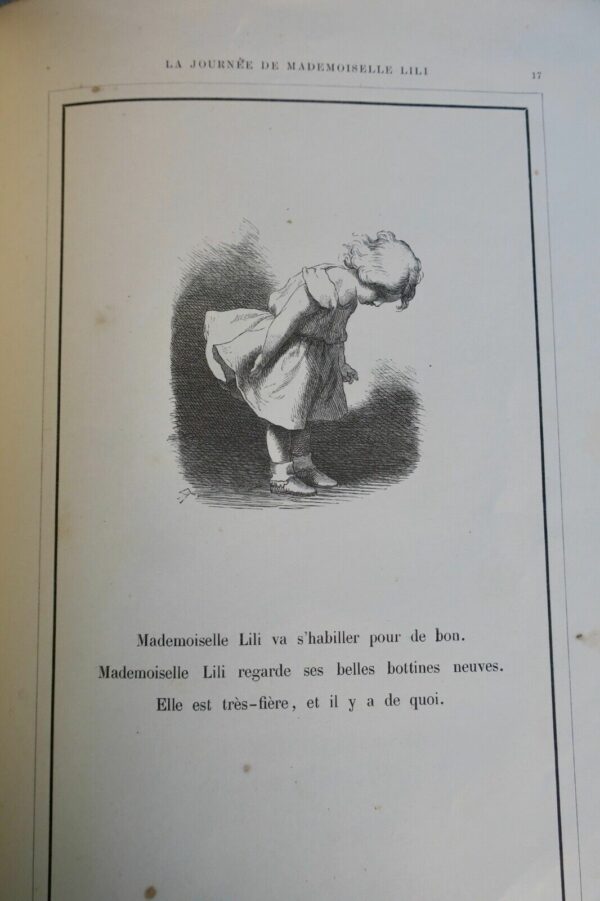 LA JOURNÉE DE MADEMOISELLE LILI
17
Mademoiselle Lili va s'habiller pour de bon.
Mademoiselle Lili regarde ses belles bottines neuves.
Elle est très-fière, et il y a de quoi.